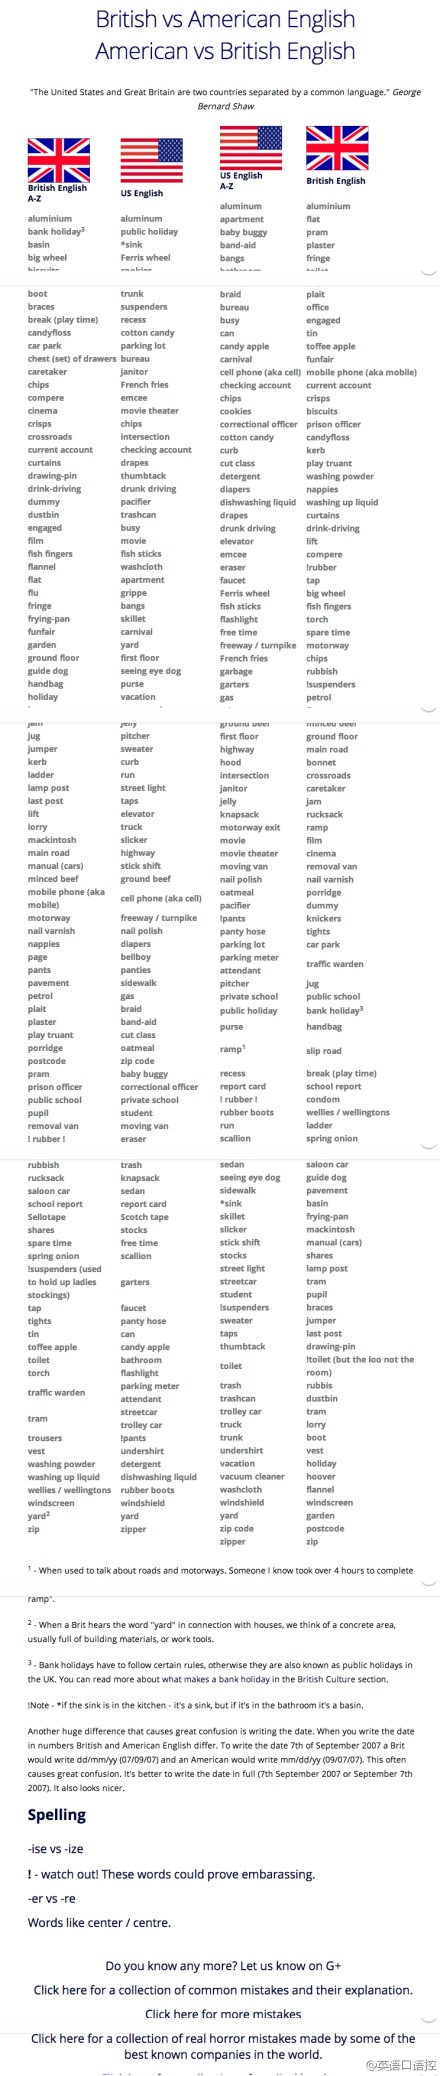 British vs American English
American vs British English
"The United States and Great Britain are two countries separated by a common language." George
Bernard Shaw
British English
A-Z
US English
aluminium aluminum
bank holiday3 public holiday
basin *sink
big wheel Ferris wheel
biscuits cookies
US English
A-Z
British English
aluminum aluminium
apartment flat
baby buggy pram
band-aid plaster
bangs fringe
bathroom toilet
boot trunk
braces suspenders
break (play time) recess
candyfloss cotton candy
car park parking lot
chest (set) of drawers bureau
caretaker janitor
chips French fries
compere emcee
cinema movie theater
crisps chips
crossroads intersection
current account checking account
curtains drapes
drawing-pin thumbtack
drink-driving drunk driving
dummy pacifier
dustbin trashcan
engaged busy
film movie
fish fingers fish sticks
flannel washcloth
flat apartment
flu grippe
fringe bangs
frying-pan skillet
funfair carnival
garden yard
ground floor first floor
guide dog seeing eye dog
handbag purse
holiday vacation
braid plait
bureau office
busy engaged
can tin
candy apple toffee apple
carnival funfair
cell phone (aka cell) mobile phone (aka mobile)
checking account current account
chips crisps
cookies biscuits
correctional officer prison officer
cotton candy candyfloss
curb kerb
cut class play truant
detergent washing powder
diapers nappies
dishwashing liquid washing up liquid
drapes curtains
drunk driving drink-driving
elevator lift
emcee compere
eraser !rubber
faucet tap
Ferris wheel big wheel
fish sticks fish fingers
flashlight torch
free time spare time
freeway / turnpike motorway
French fries chips
garbage rubbish
garters !suspenders
gas petrol
jam jelly
jug pitcher
jumper sweater
kerb curb
ladder run
lamp post street light
last post taps
lift elevator
lorry truck
mackintosh slicker
main road highway
manual (cars) stick shift
minced beef ground beef
mobile phone (aka
mobile)
cell phone (aka cell)
motorway freeway / turnpike
nail varnish nail polish
nappies diapers
page bellboy
pants panties
pavement sidewalk
petrol gas
plait braid
plaster band-aid
play truant cut class
porridge oatmeal
postcode zip code
pram baby buggy
prison officer correctional officer
public school private school
pupil student
removal van moving van
! rubber ! eraser
ground beef minced beef
first floor ground floor
highway main road
hood bonnet
intersection crossroads
janitor caretaker
jelly jam
knapsack rucksack
motorway exit ramp
movie film
movie theater cinema
moving van removal van
nail polish nail varnish
oatmeal porridge
pacifier dummy
!pants knickers
panty hose tights
parking lot car park
parking meter
attendant
traffic warden
pitcher jug
private school public school
public holiday bank holiday3
purse handbag
ramp1 slip road
recess break (play time)
report card school report
! rubber ! condom
rubber boots wellies / wellingtons
run ladder
scallion spring onion
rubbish trash
rucksack knapsack
saloon car sedan
school report report card
Sellotape Scotch tape
shares stocks
spare time free time
spring onion scallion
!suspenders (used
to hold up ladies
stockings)
garters
tap faucet
tights panty hose
tin can
toffee apple candy apple
toilet bathroom
torch flashlight
traffic warden
parking meter
attendant
tram
streetcar
trolley car
trousers !pants
vest undershirt
washing powder detergent
washing up liquid dishwashing liquid
wellies / wellingtons rubber boots
windscreen windshield
yard2 yard
zip zipper
sedan saloon car
seeing eye dog guide dog
sidewalk pavement
*sink basin
skillet frying-pan
slicker mackintosh
stick shift manual (cars)
stocks shares
street light lamp post
streetcar tram
student pupil
!suspenders braces
sweater jumper
taps last post
thumbtack drawing-pin
toilet
!toilet (but the loo not the
room)
trash rubbis
trashcan dustbin
trolley car tram
truck lorry
trunk boot
undershirt vest
vacation holiday
vacuum cleaner hoover
washcloth flannel
windshield windscreen
yard garden
zip code postcode
zipper zip
1 - When used to talk about roads and motorways. Someone I know took over 4 hours to complete
ramp".
2 - When a Brit hears the word "yard" in connection with houses, we think of a concrete area,
usually full of building materials, or work tools.
3 - Bank holidays have to follow certain rules, otherwise they are also known as public holidays in
the UK. You can read more about what makes a bank holiday in the British Culture section.
!Note - *if the sink is in the kitchen - it's a sink, but if it's in the bathroom it's a basin.
Another huge difference that causes great confusion is writing the date. When you write the date
in numbers British and American English differ. To write the date 7th of September 2007 a Brit
would write dd/mm/yy (07/09/07) and an American would write mm/dd/yy (09/07/07). This often
causes great confusion. It's better to write the date in full (7th September 2007 or September 7th
2007). It also looks nicer.
Spelling
-ise vs -ize
! - watch out! These words could prove embarassing.
-er vs -re
Words like center / centre.
Do you know any more? Let us know on G+
Click here for a collection of common mistakes and their explanation.
Click here for more mistakes
Click here for a collection of real horror mistakes made by some of the
best known companies in the world.
@英语口语控